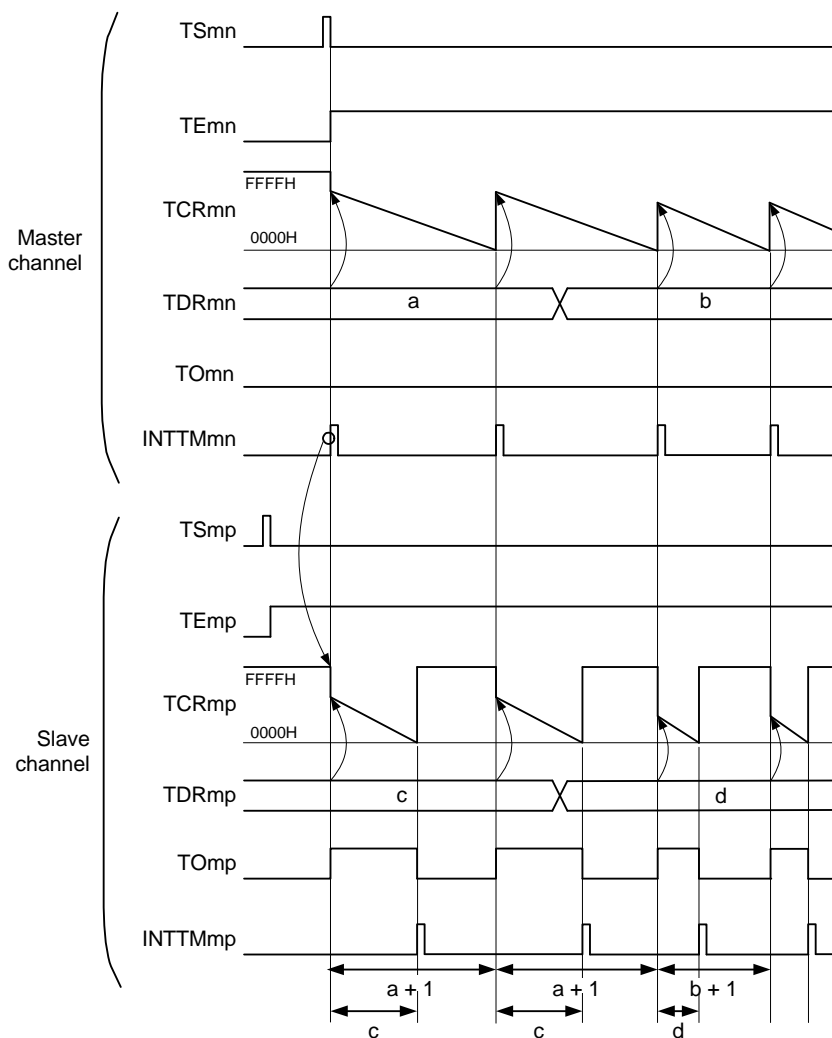 TSmn
TEmn
FFFFH
TCRmn
0000H
Master
channel
TDRmn
a
b
TOmn
INTTMmn
TSmp
TEmp
FFFFH
TCRmp
0000H
Slave
channel
TDRmp
c
d
TOmp
INTTMmp
a + 1
a + 1
b + 1
c
c
d